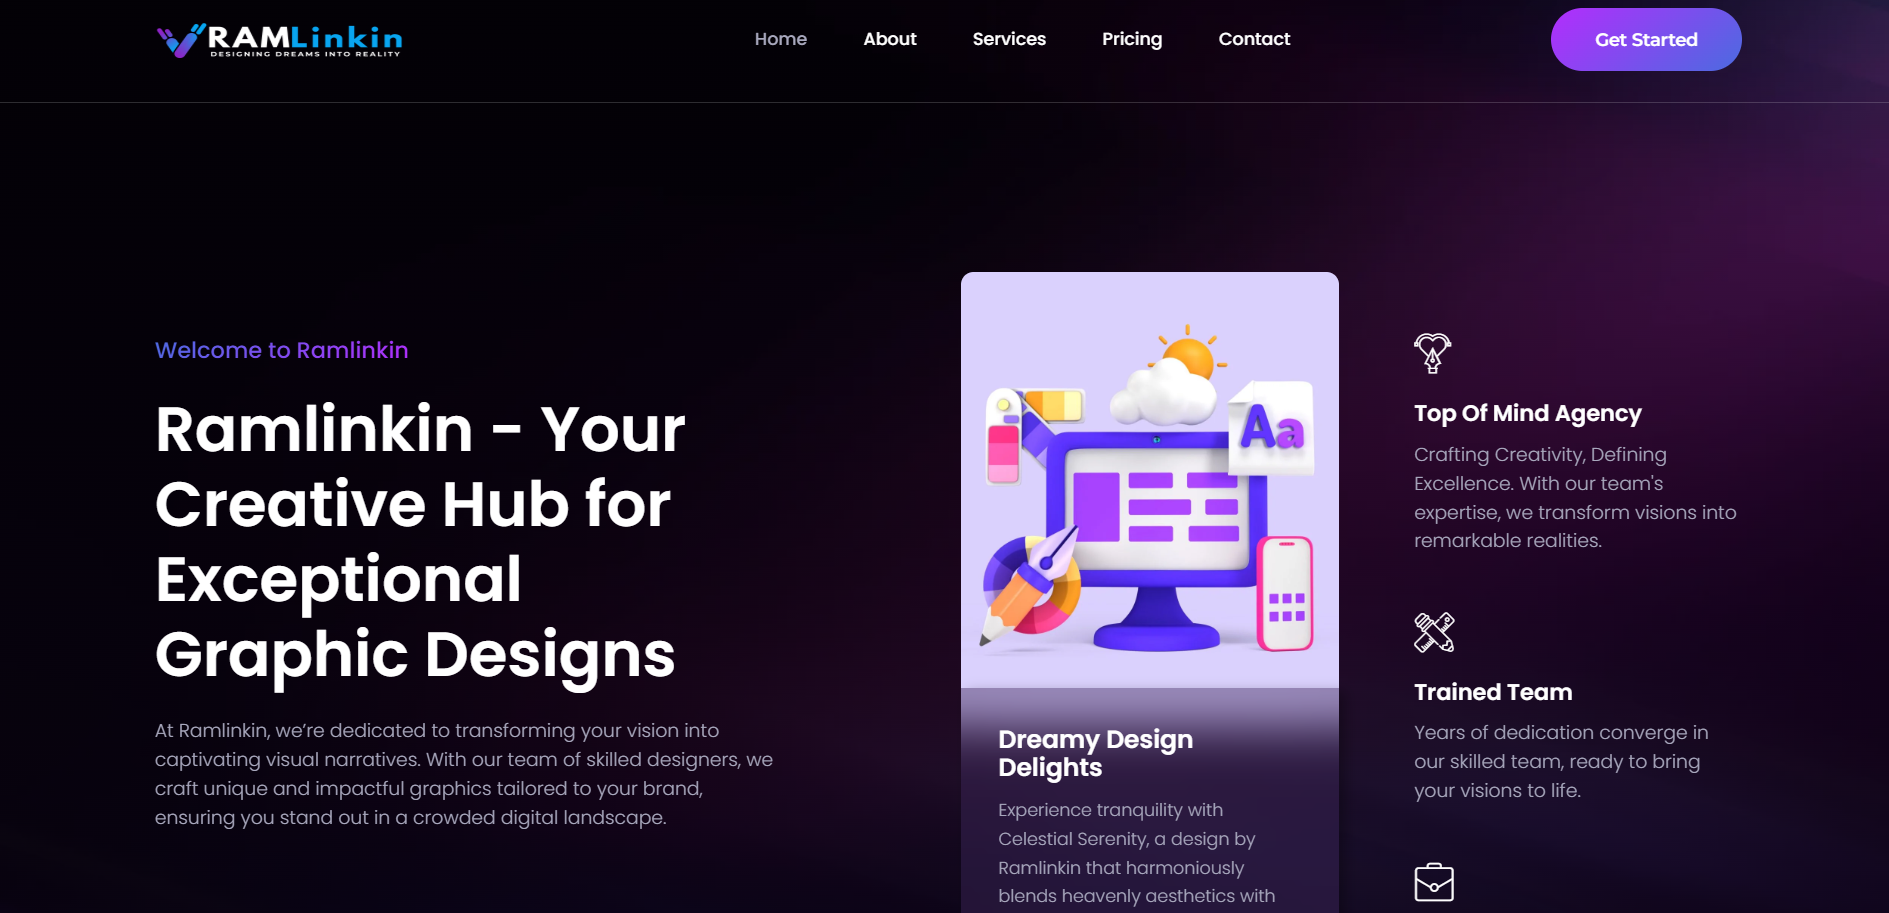 RAMLinkin
DESIGNING DREAMS INTO REALITY
Home
About
Services
Pricing
Contact
Get Started
Welcome to Ramlinkin
Ramlinkin - Your
Creative Hub for
Exceptional
Graphic Designs
At Ramlinkin, we’re dedicated to transforming your vision into
captivating visual narratives. With our team of skilled designers, we
craft unique and impactful graphics tailored to your brand,
ensuring you stand out in a crowded digital landscape.
Aa
Dreamy Design
Delights
Experience tranquility with
Celestial Serenity, a design by
Ramlinkin that harmoniously
blends heavenly aesthetics with
Top Of Mind Agency
Crafting Creativity, Defining
Excellence. With our team's
expertise, we transform visions into
remarkable realities.
Trained Team
Years of dedication converge in
our skilled team, ready to bring
your visions to life.